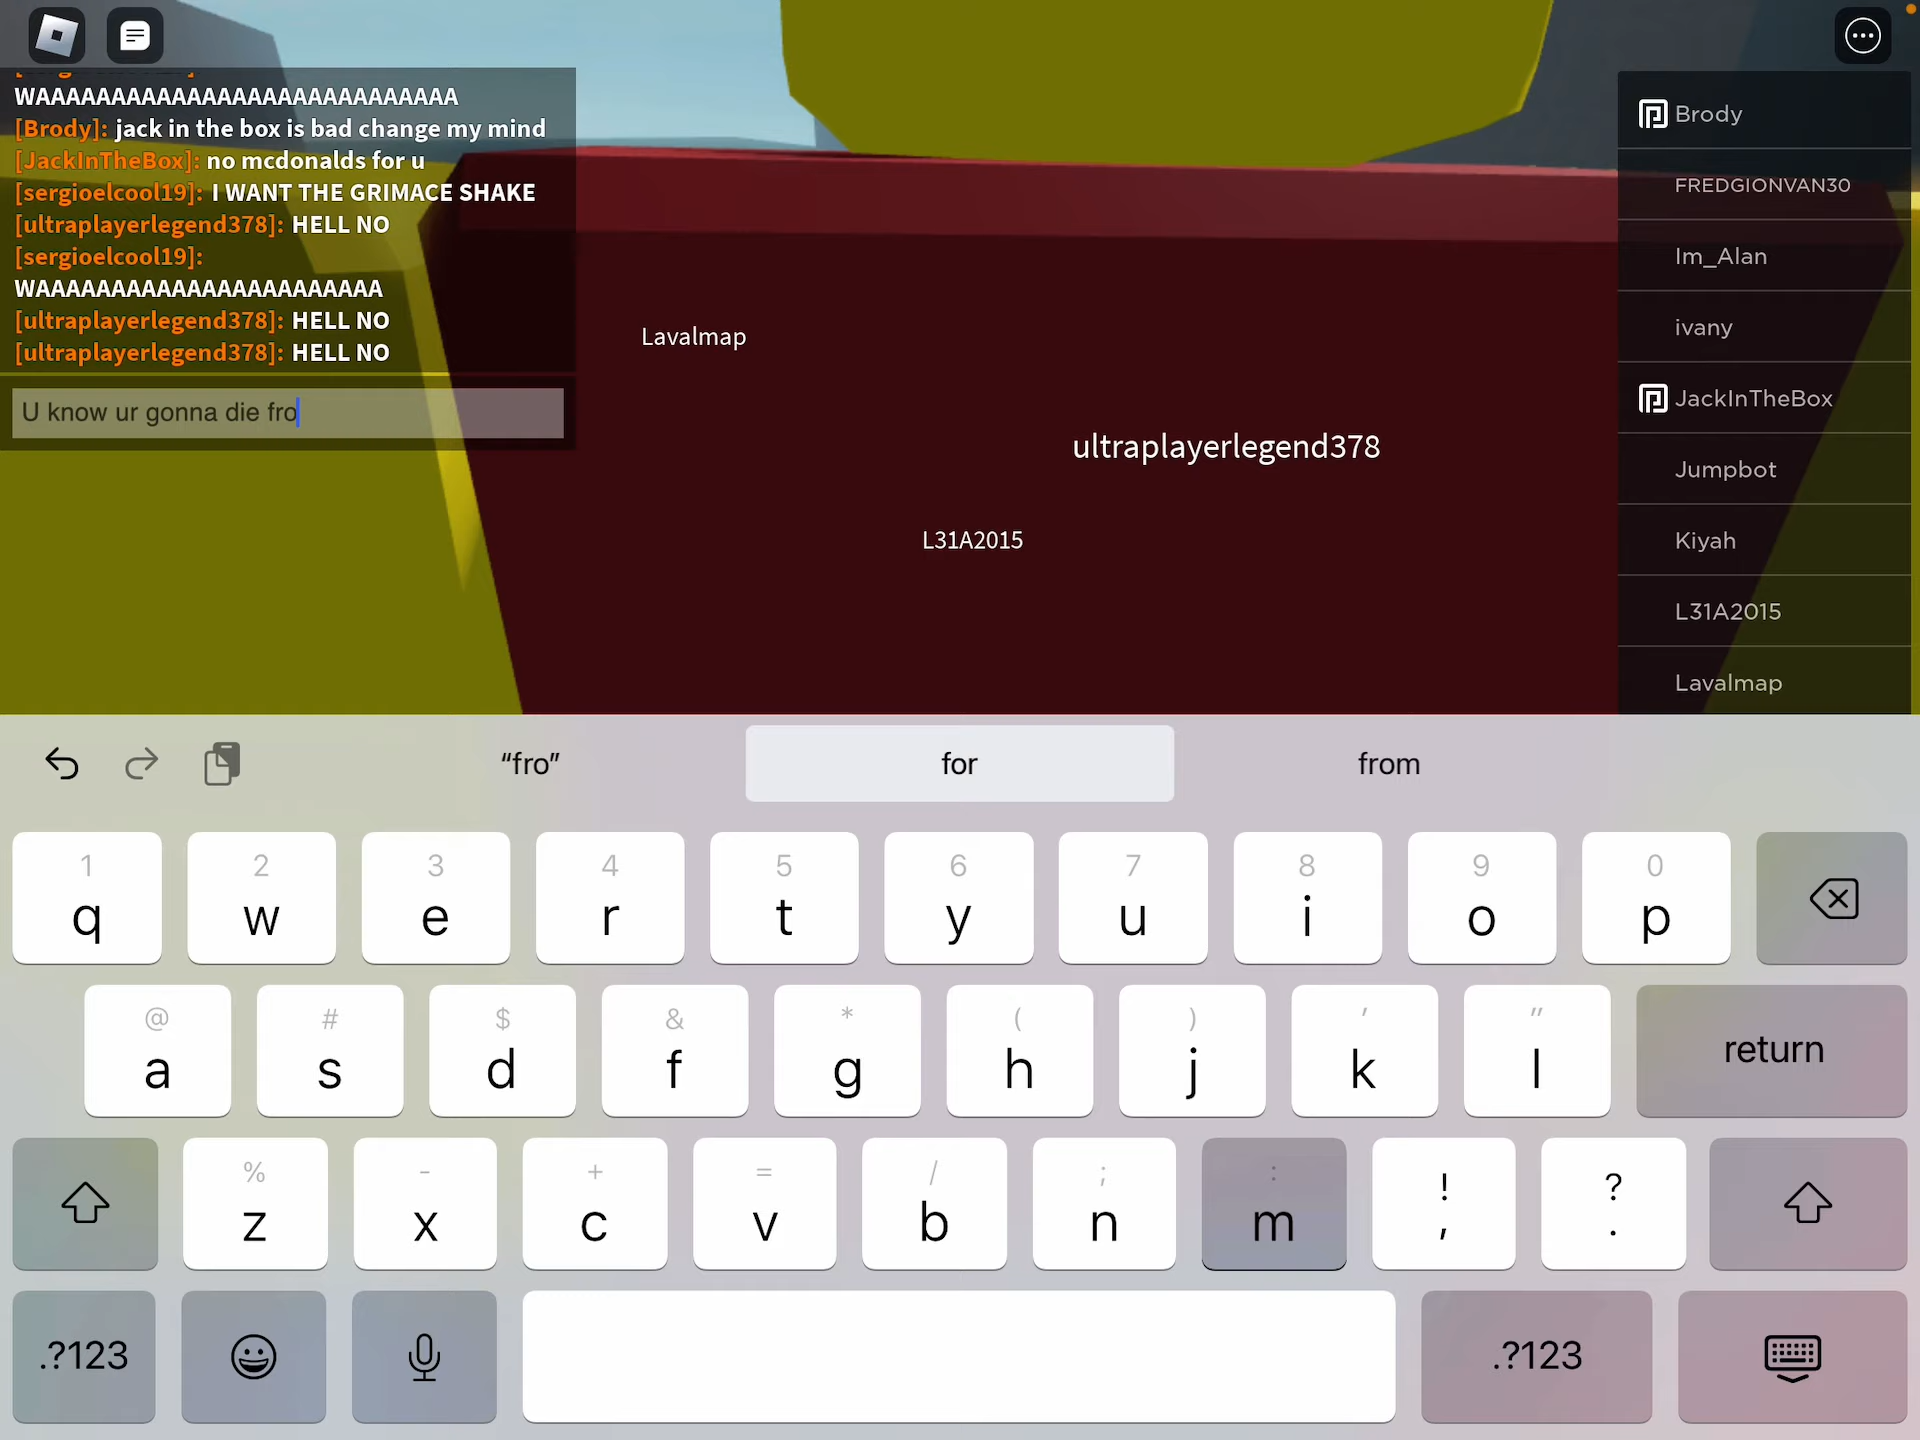 WAAAAAAAAAAAAAAAAAAAAAAAAAAAA
[Brody]: jack in the box is bad change my mind
[JackInTheBox]: no mcdonalds for u
[sergioelcool19]: I WANT THE GRIMACE SHAKE
[ultraplayerlegend378]: HELL NO
[sergioelcool19]:
WAAAAAAAAAAAAAAAAAAAAAAA
[ultraplayerlegend378]: HELL NO
[ultraplayerlegend378]: HELL NO
U know ur gonna die fro
Lavalmap
ultraplayerlegend378
L31A2015
Brody
FREDGIONVAN30
Im_Alan
ivany
JackInTheBox
Jumpbot
Kiyah
L31A2015
Lavalmap
“fro” for from
1 2 3 4 5 6 7 8 9 0
q w e r t y u i o p
@ # $ & * ( ) ' "
a s d f g h j k l return
% - + = / ; : ! ?
z x c v b n m , .
.?123 .?123